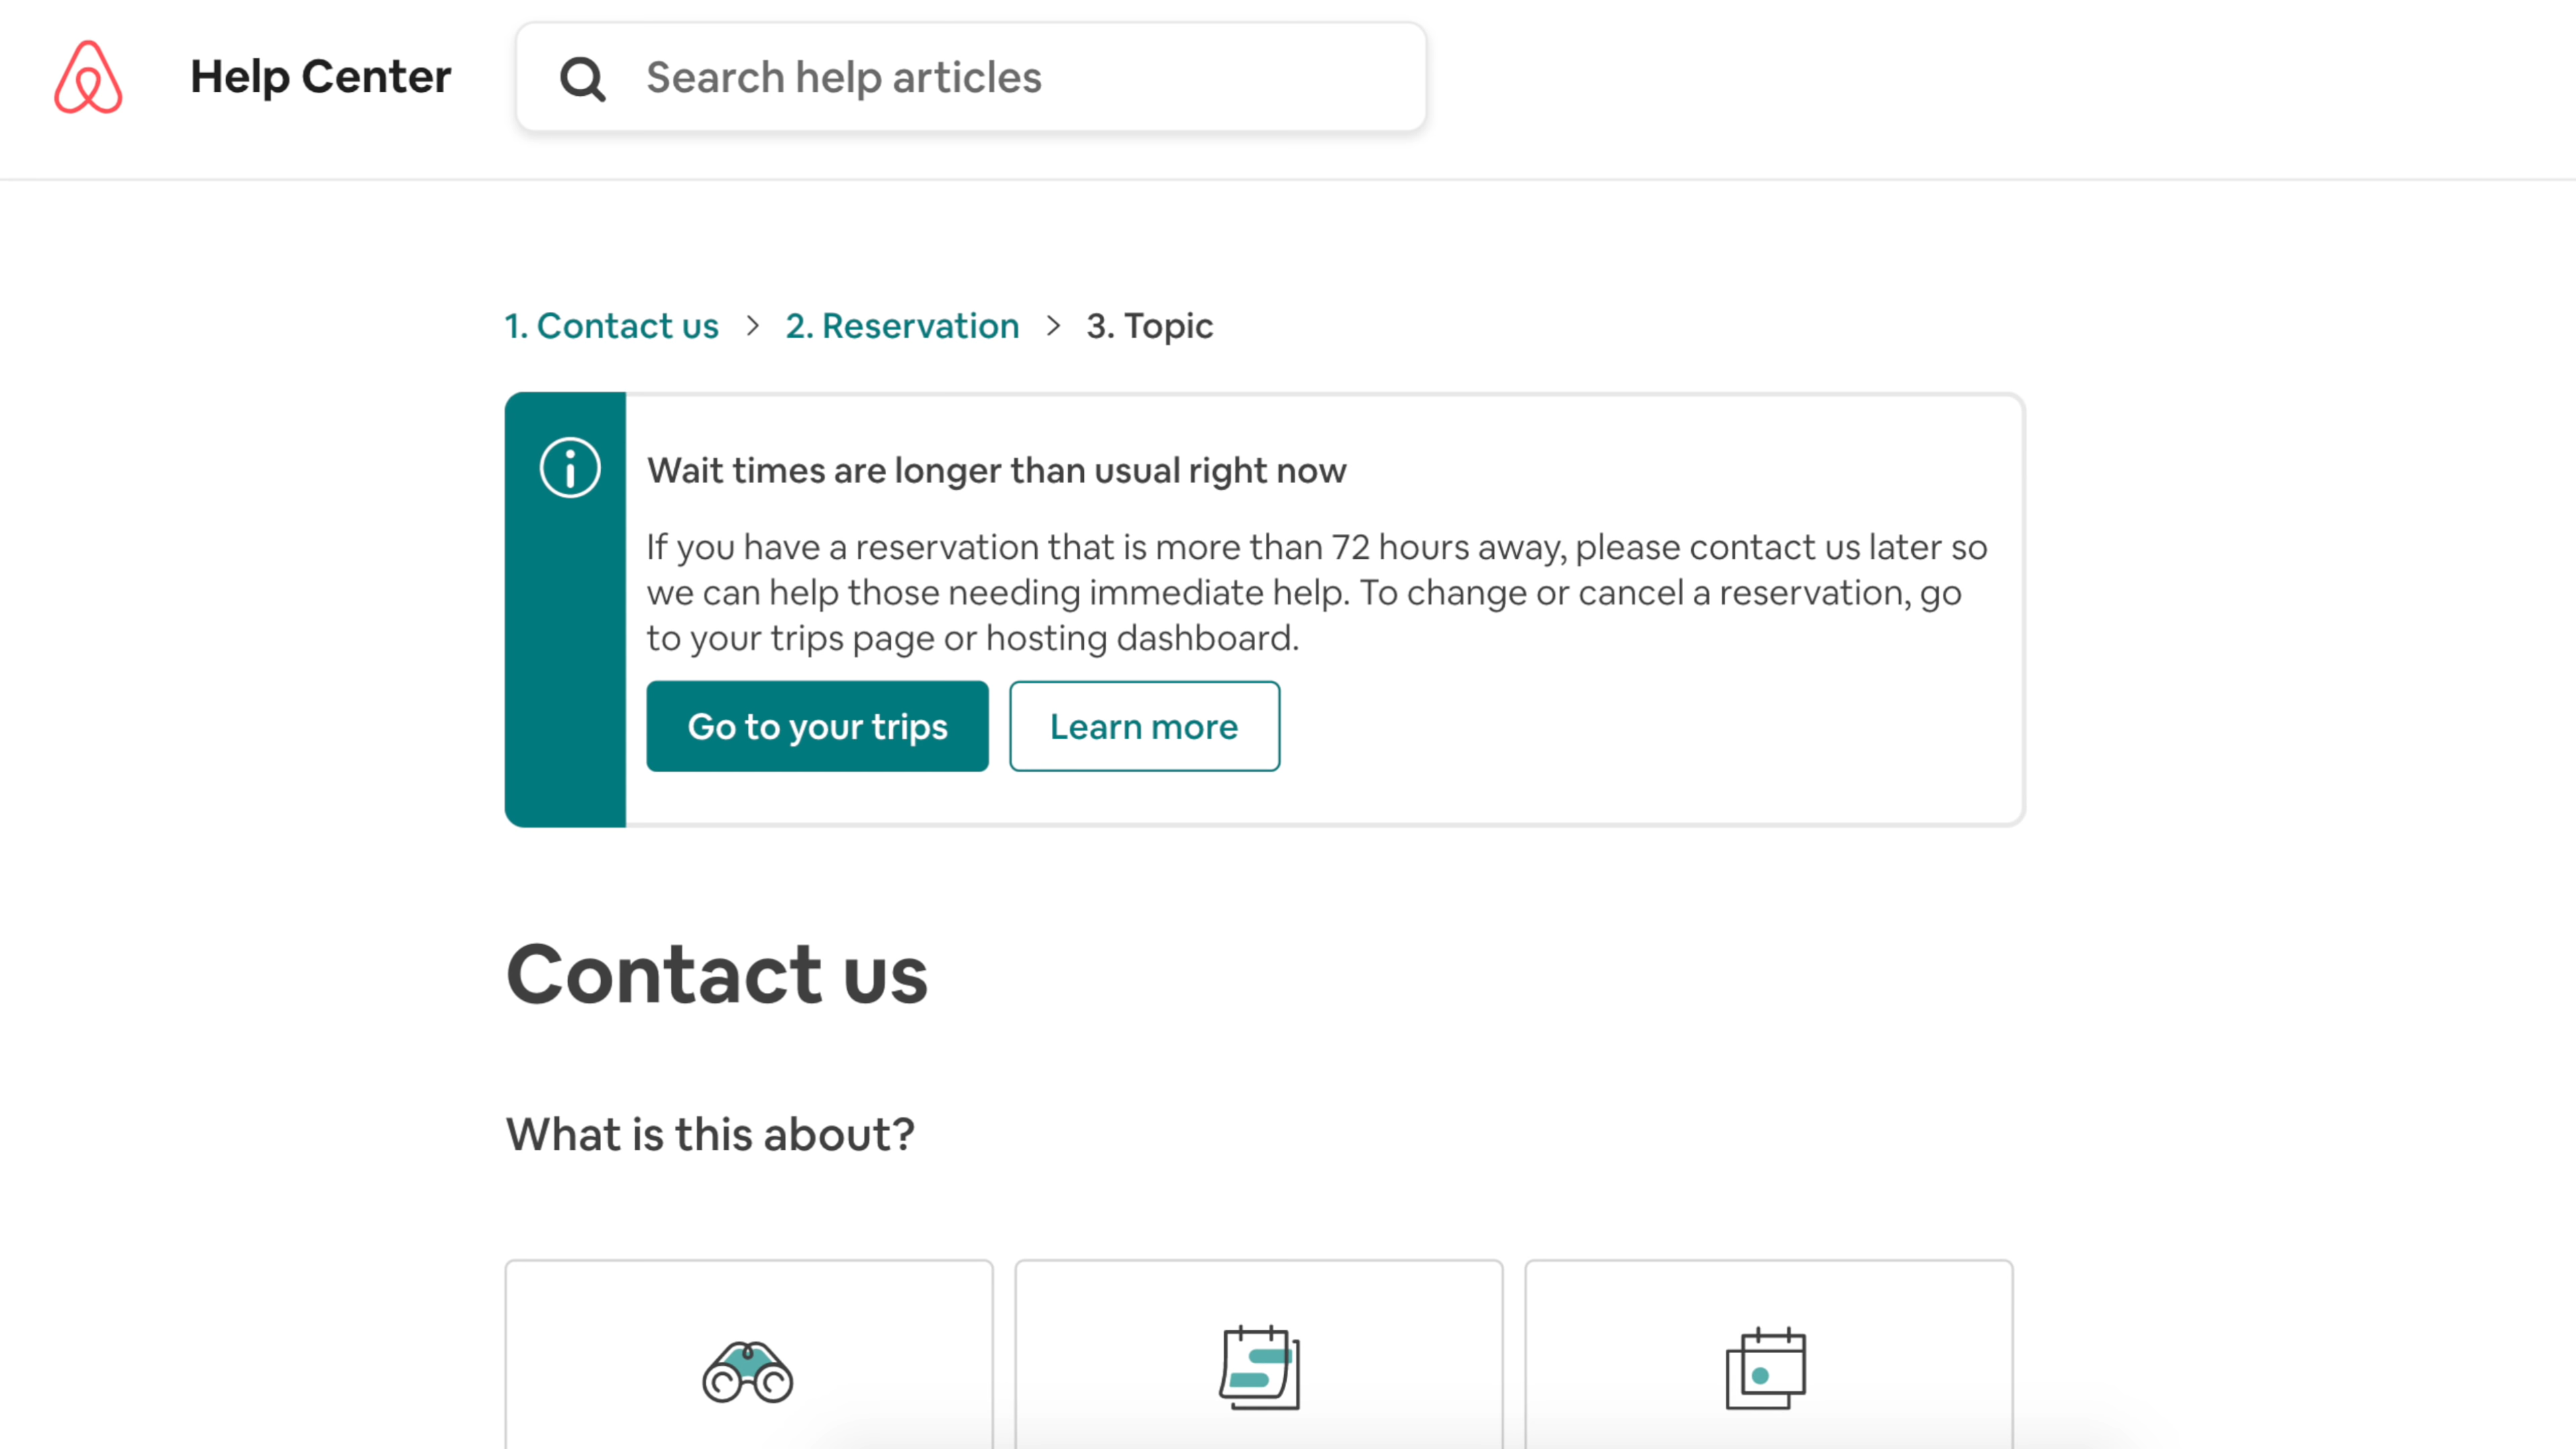 Help Center
Search help articles
1. Contact us > 2. Reservation > 3. Topic
Wait times are longer than usual right now
If you have a reservation that is more than 72 hours away, please contact us later so
we can help those needing immediate help. To change or cancel a reservation, go
to your trips page or hosting dashboard.
Go to your trips
Learn more
Contact us
What is this about?